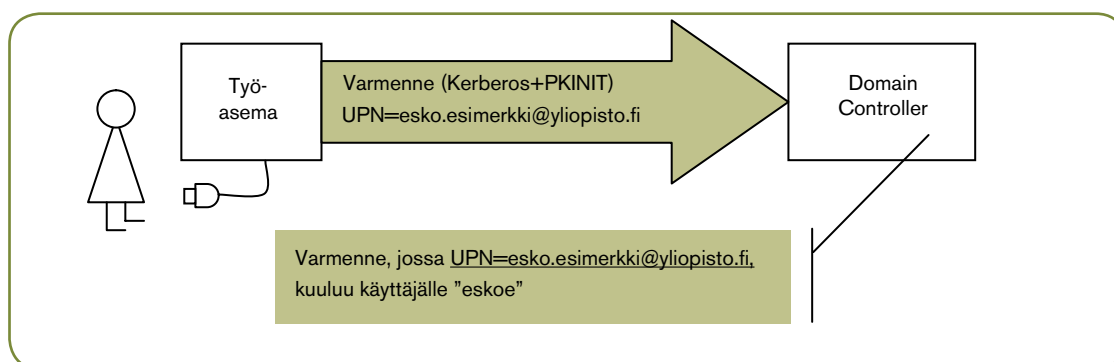 Työ-
asema
Varmenne (Kerberos+PKINIT)
UPN=esko.esimerkki@yliopisto.fi
Domain
Controller
Varmenne, jossa UPN=esko.esimerkki@yliopisto.fi,
kuuluu käyttäjälle ”eskoe”